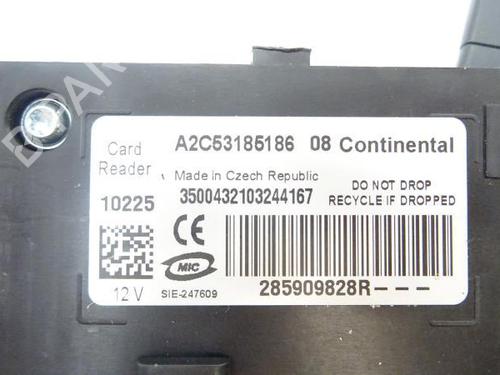 Card Reader
A2C53185186 08 Continental
Made in Czech Republic
10225
3500432103244167
DO NOT DROP
RECYCLE IF DROPPED
CE
MIC
12 V
SIE-247609
285909828R---